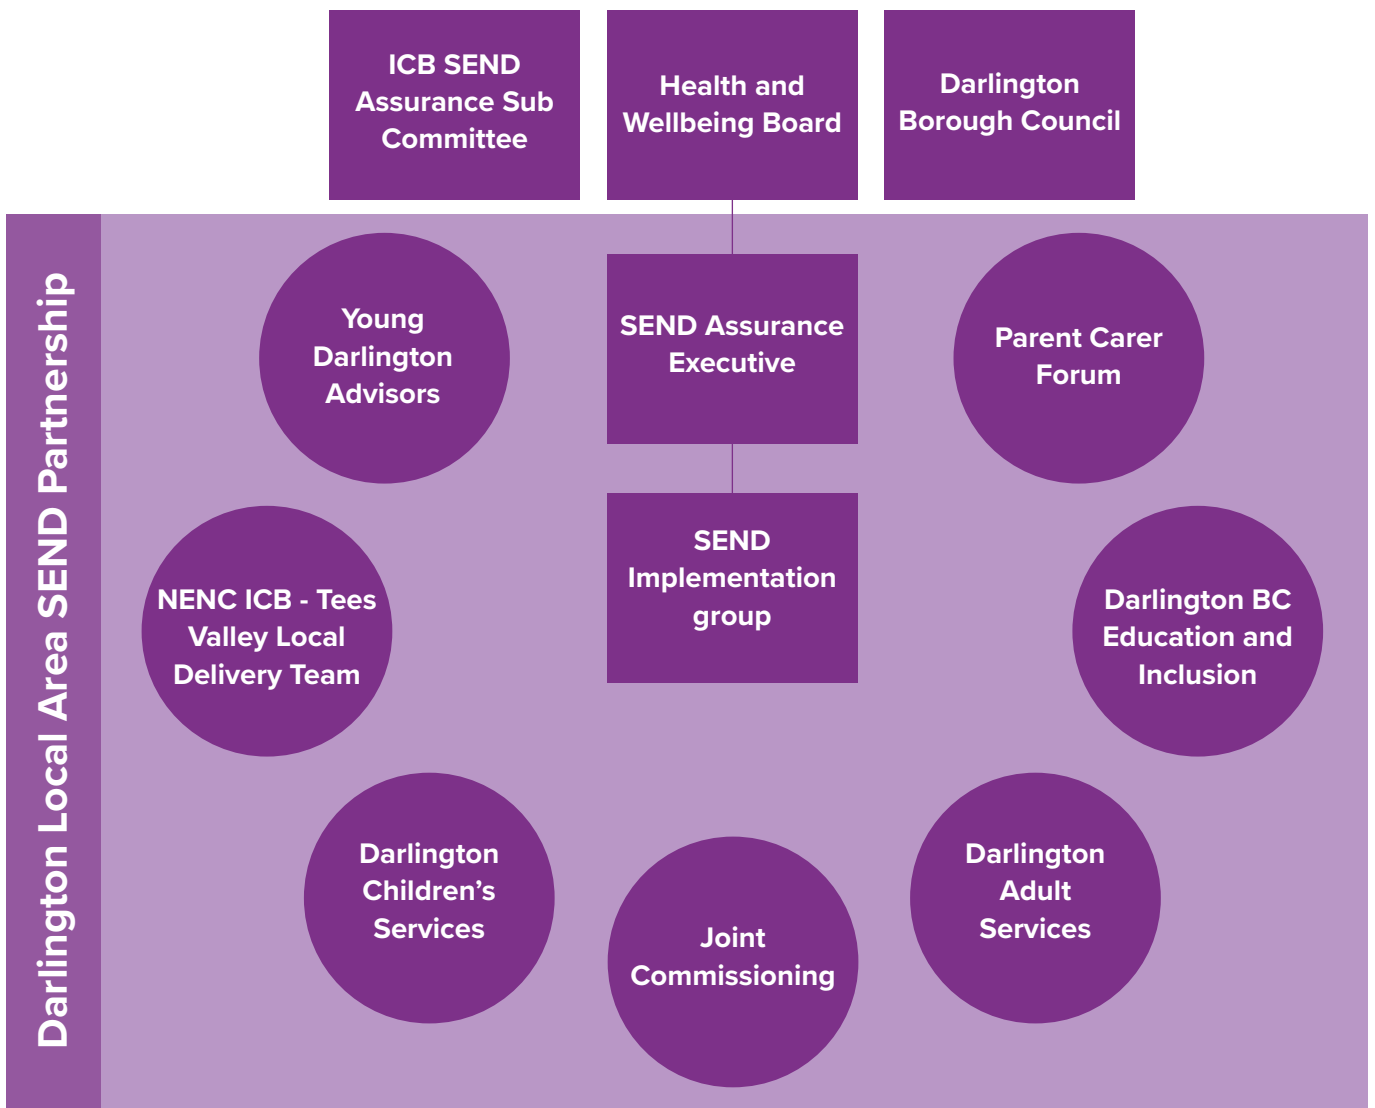 ICB SEND
Assurance Sub
Committee
Health and
Wellbeing Board
Darlington
Borough Council
Darlington Local Area SEND Partnership
Young
Darlington
Advisors
SEND Assurance
Executive
Parent Carer
Forum
NENC ICB - Tees
Valley Local
Delivery Team
SEND
Implementation
group
Darlington BC
Education and
Inclusion
Darlington
Children’s
Services
Joint
Commissioning
Darlington
Adult
Services